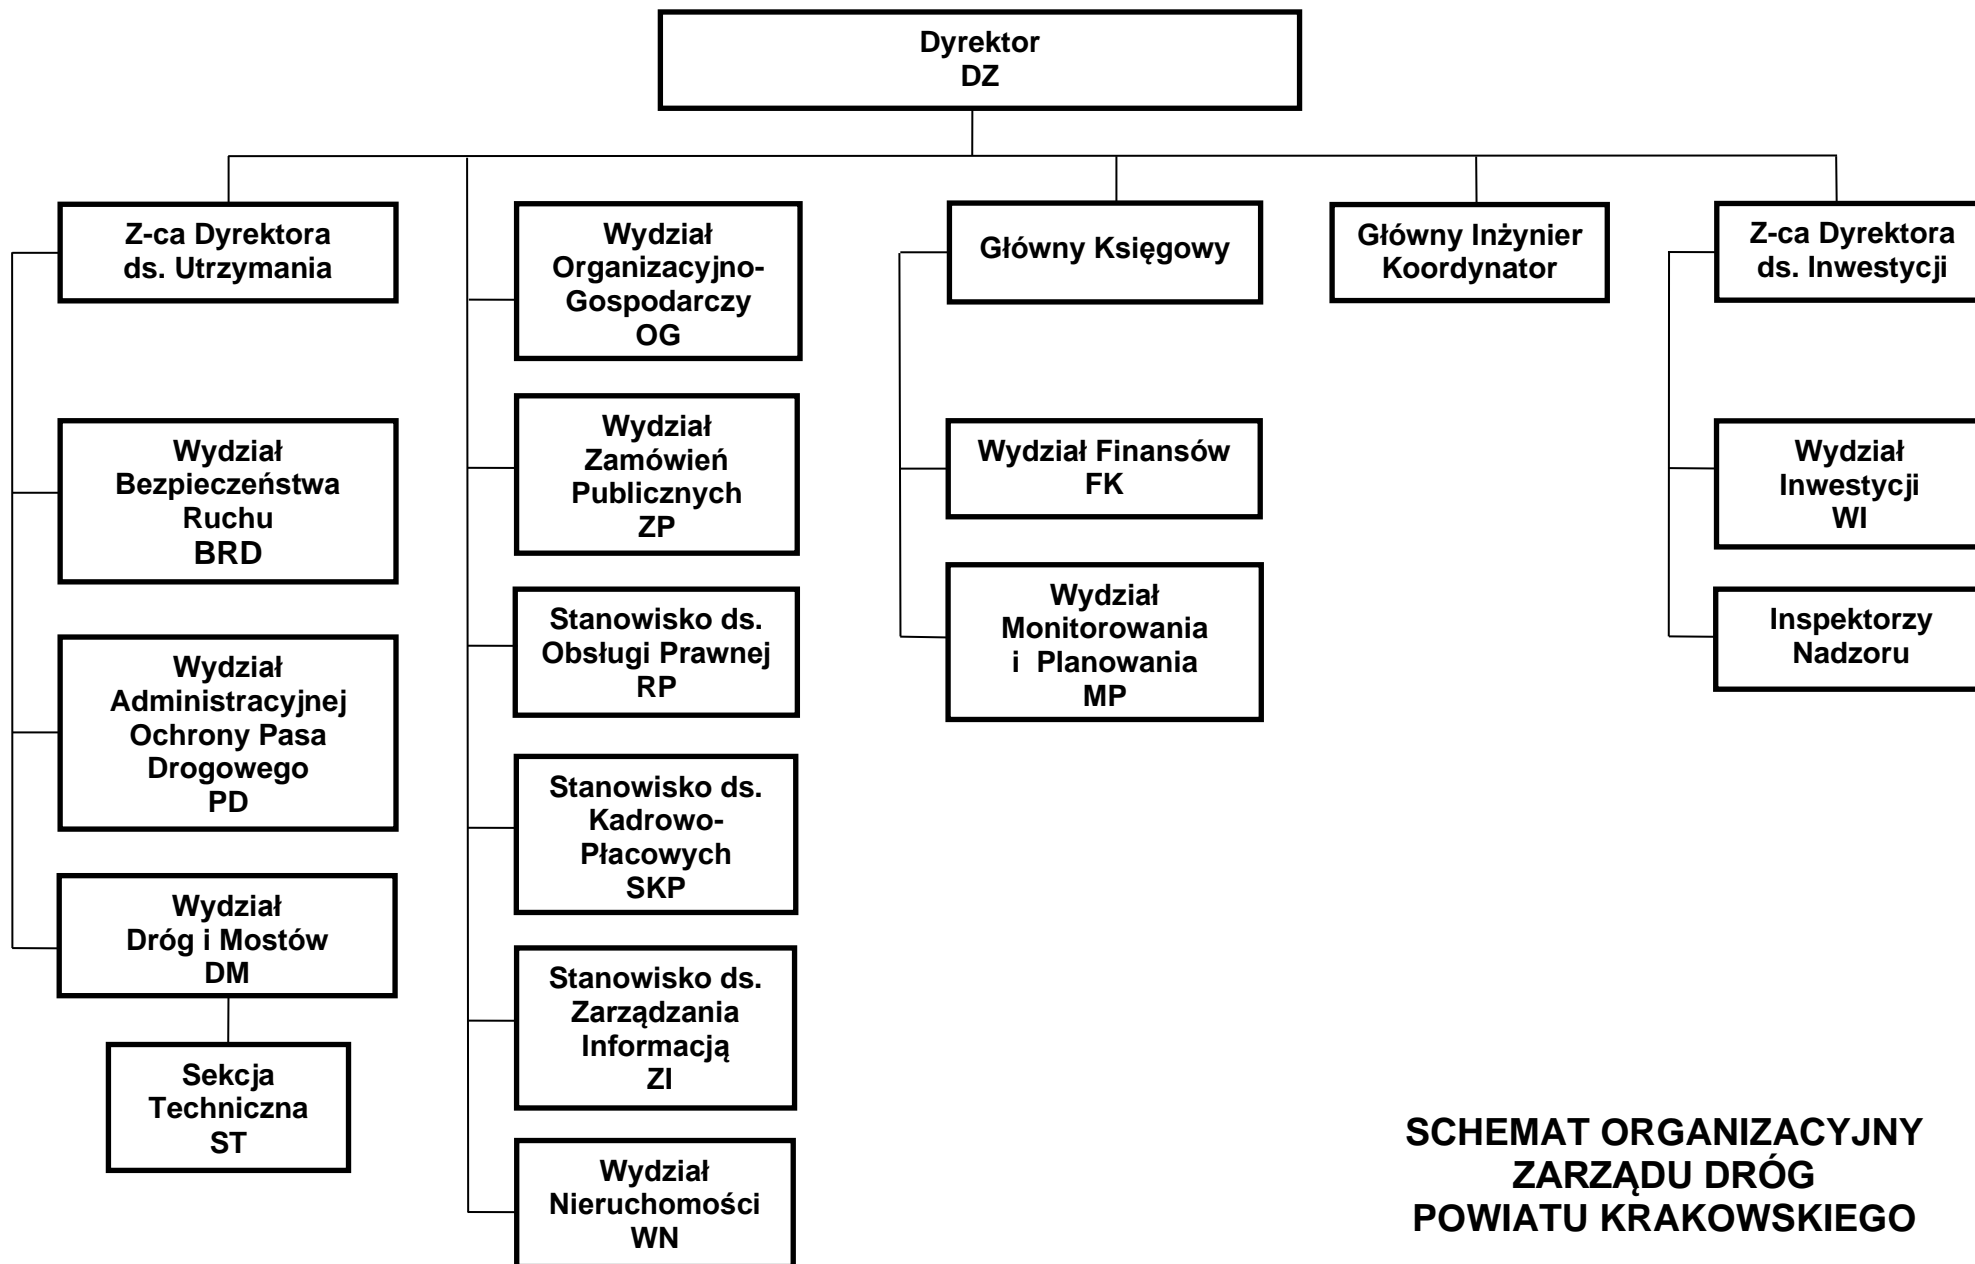 Dyrektor
DZ
Z-ca Dyrektora
ds. Utrzymania
Wydział
Bezpieczeństwa
Ruchu
BRD
Wydział
Administracyjnej
Ochrony Pasa
Drogowego
PD
Wydział
Dróg i Mostów
DM
Sekcja
Techniczna
ST
Wydział
Organizacyjno-
Gospodarczy
OG
Wydział
Zamówień
Publicznych
ZP
Stanowisko ds.
Obsługi Prawnej
RP
Stanowisko ds.
Kadrowo-
Płacowych
SKP
Stanowisko ds.
Zarządzania
Informacją
ZI
Wydział
Nieruchomości
WN
Główny Księgowy
Wydział Finansów
FK
Wydział
Monitorowania
i Planowania
MP
Główny Inżynier
Koordynator
Z-ca Dyrektora
ds. Inwestycji
Wydział
Inwestycji
WI
Inspektorzy
Nadzoru
SCHEMAT ORGANIZACYJNY
ZARZĄDU DRÓG
POWIATU KRAKOWSKIEGO